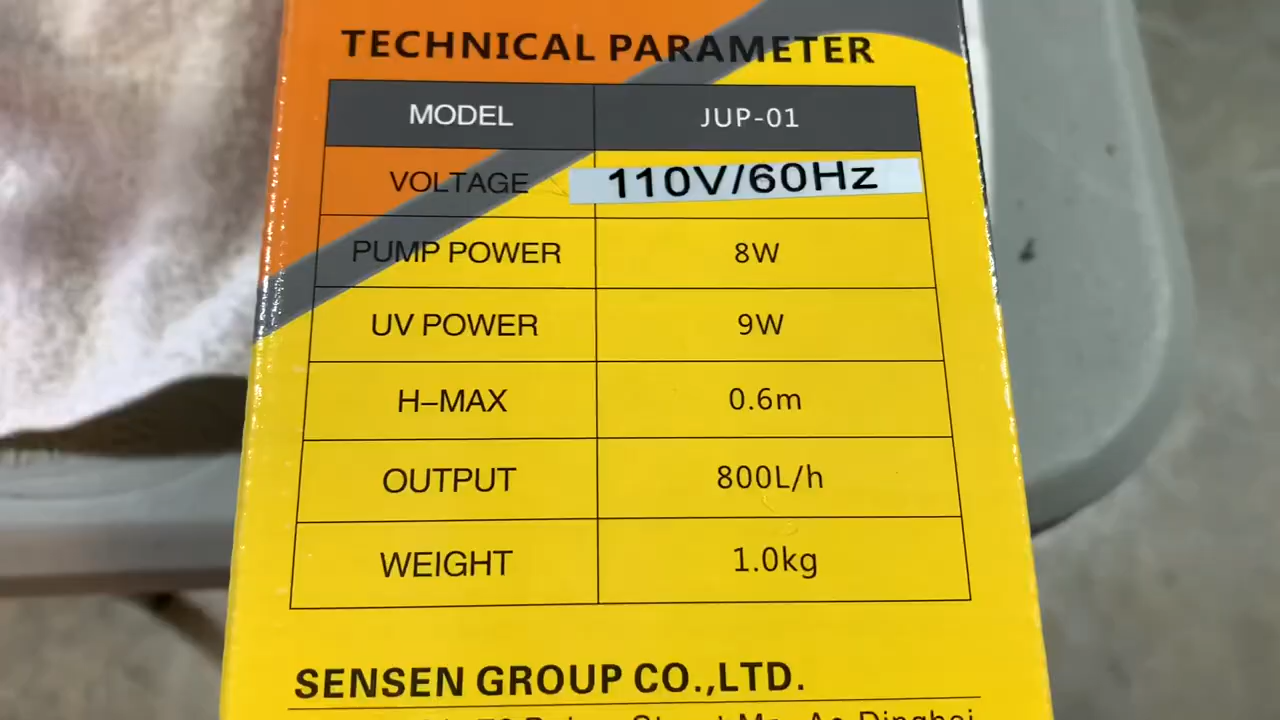 TECHNICAL PARAMETER
MODEL JUP-01
VOLTAGE 110V/60Hz
PUMP POWER 8W
UV POWER 9W
H–MAX 0.6m
OUTPUT 800L/h
WEIGHT 1.0kg
SENSEN GROUP CO.,LTD.